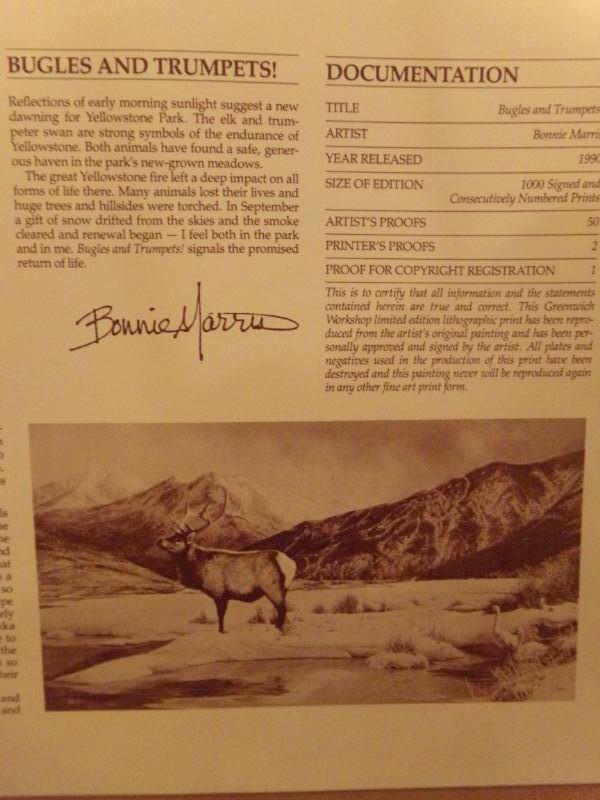 BUGLES AND TRUMPETS!
Reflections of early morning sunlight suggest a new
dawning for Yellowstone Park. The elk and trum-
peter swan are strong symbols of the endurance of
Yellowstone. Both animals have found a safe, gener-
ous haven in the park's new-grown meadows.
The great Yellowstone fire left a deep impact on all
forms of life there. Many animals lost their lives and
huge trees and hillsides were torched. In September
a gift of snow drifted from the skies and the smoke
cleared and renewal began — I feel both in the park
and in me. Bugles and Trumpets! signals the promised
return of life.
Bonnie Marris
DOCUMENTATION
TITLE Bugles and Trumpets
ARTIST Bonnie Marris
YEAR RELEASED 1990
SIZE OF EDITION 1000 Signed and
Consecutively Numbered Prints
ARTIST'S PROOFS 50
PRINTER'S PROOFS 2
PROOF FOR COPYRIGHT REGISTRATION 1
This is to certify that all information and the statements
contained herein are true and correct. This Greenwich
Workshop limited edition lithographic print has been repro-
duced from the artist's original painting and has been per-
sonally approved and signed by the artist. All plates and
negatives used in the production of this print have been
destroyed and this painting never will be reproduced again
in any other fine art print form.
at
a
so
to
the
so
and
and